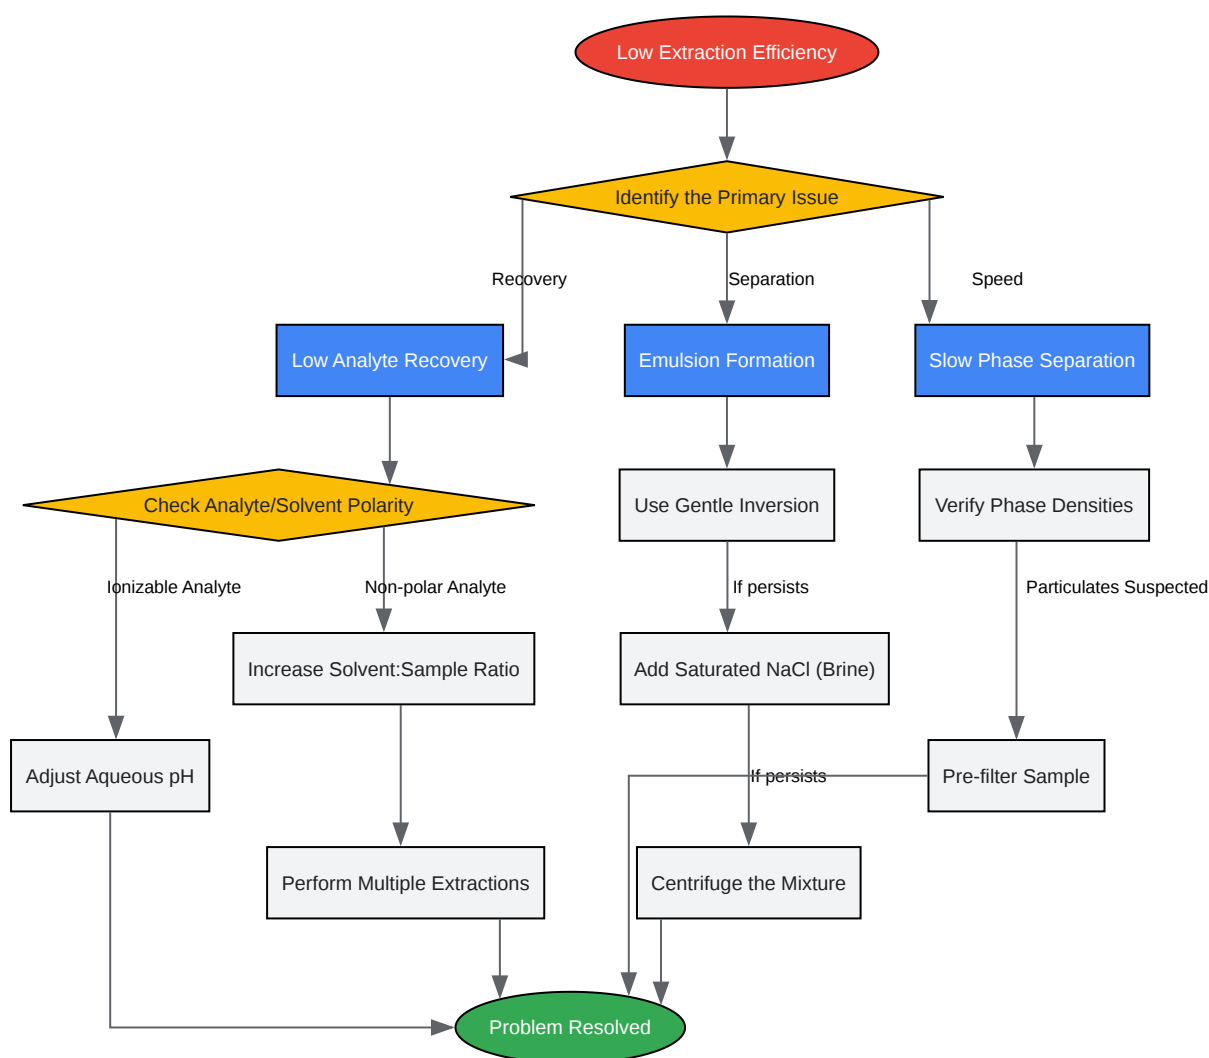 Low Extraction Efficiency
Identify the Primary Issue
Recovery
Separation
Speed
Low Analyte Recovery
Emulsion Formation
Slow Phase Separation
Check Analyte/Solvent Polarity
Use Gentle Inversion
Verify Phase Densities
Ionizable Analyte
Non-polar Analyte
If persists
Particulates Suspected
Increase Solvent:Sample Ratio
Add Saturated NaCl (Brine)
Adjust Aqueous pH
If persists
Pre-filter Sample
Perform Multiple Extractions
Centrifuge the Mixture
Problem Resolved